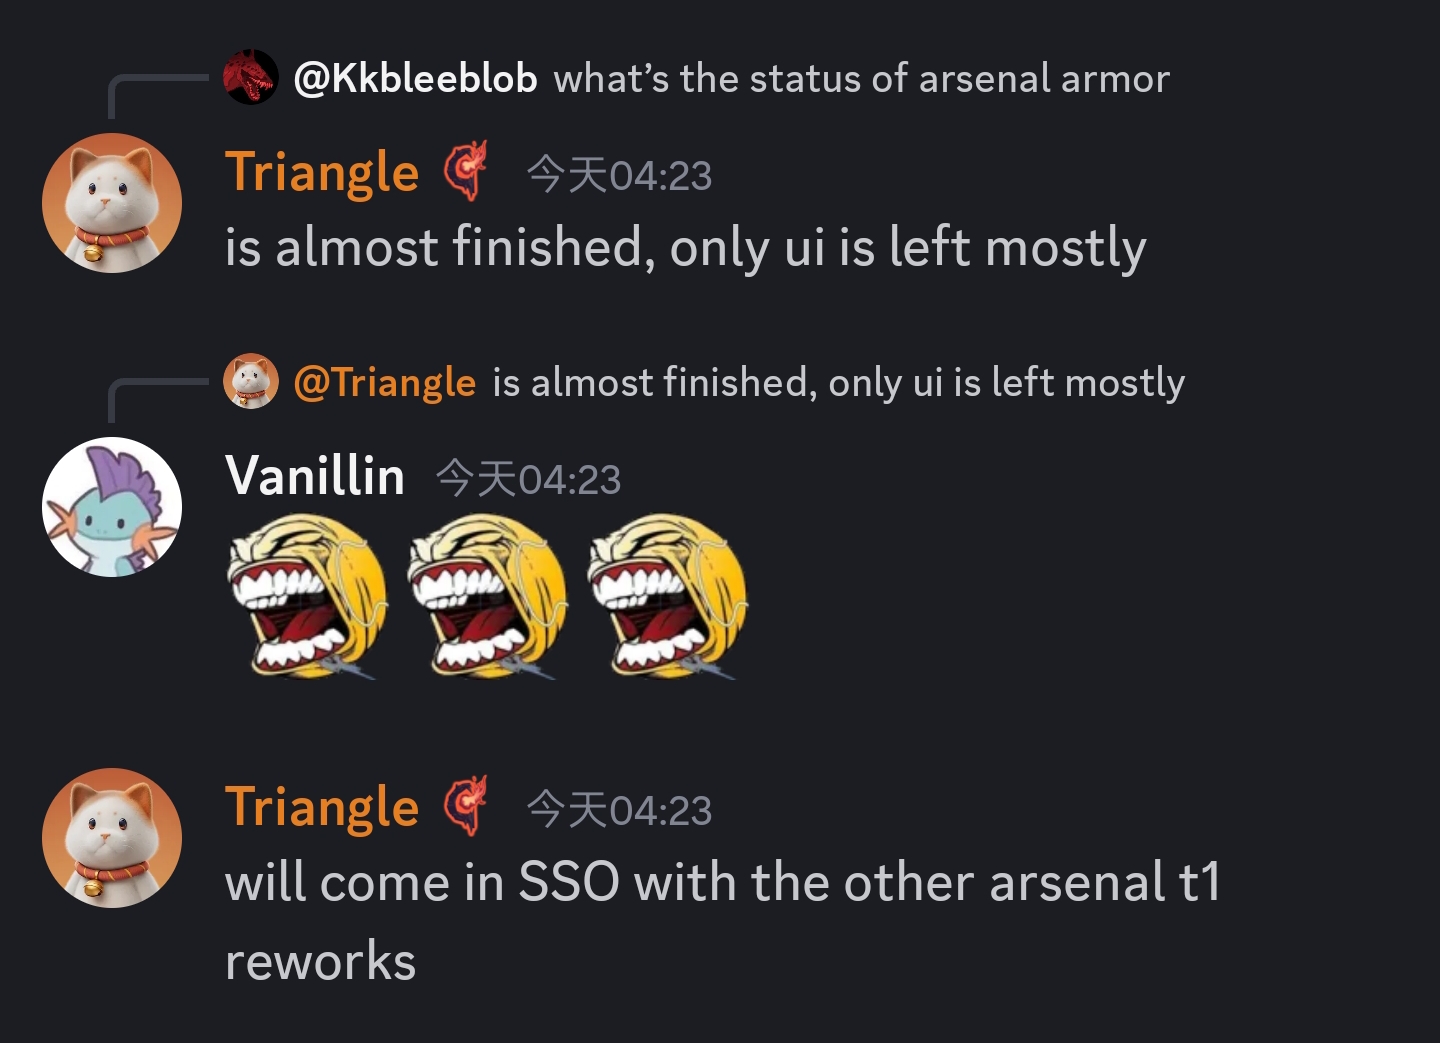 @Kkbleeblob what’s the status of arsenal armor
Triangle 今天04:23
is almost finished, only ui is left mostly
@Triangle is almost finished, only ui is left mostly
Vanillin 今天04:23
Triangle 今天04:23
will come in SSO with the other arsenal t1
reworks